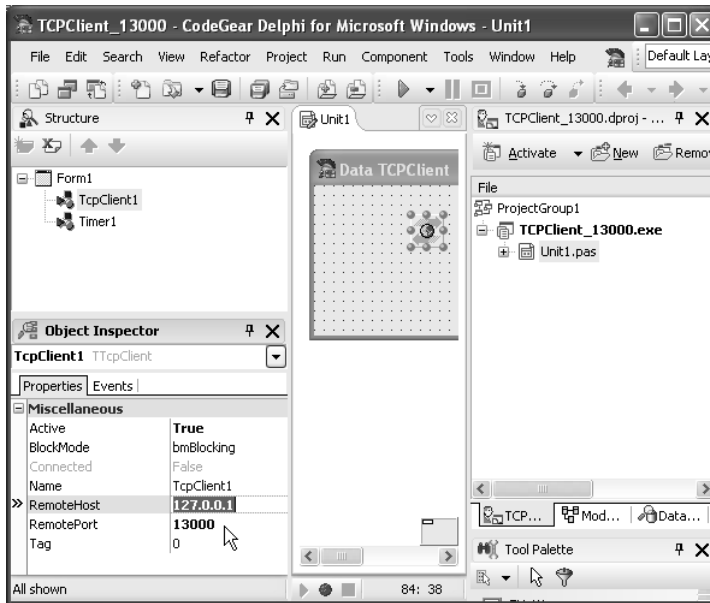 TCPClient_13000 - CodeGear Delphi for Microsoft Windows - Unit1
File Edit Search View Refactor Project Run Component Tools Window Help
Default Lay
Structure
Form1
TcpClient1
Timer1
Object Inspector
TcpClient1 TTcpClient
Properties Events
Miscellaneous
Active True
BlockMode bmBlocking
Connected False
Name TcpClient1
RemoteHost 127.0.0.1
RemotePort 13000
Tag 0
All shown
Unit1
Data TCPClient
84: 38
TCPClient_13000.dproj - ...
Activate New Remov
File
ProjectGroup1
TCPClient_13000.exe
Unit1.pas
TCP... Mod... Data...
Tool Palette